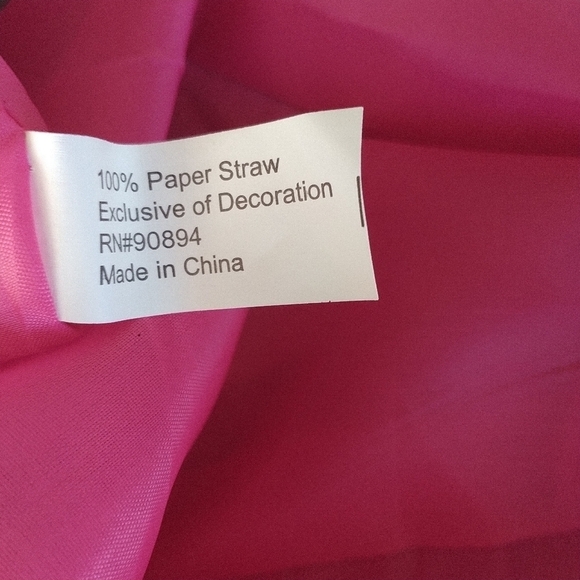 100% Paper Straw
Exclusive of Decoration
RN#90894
Made in China